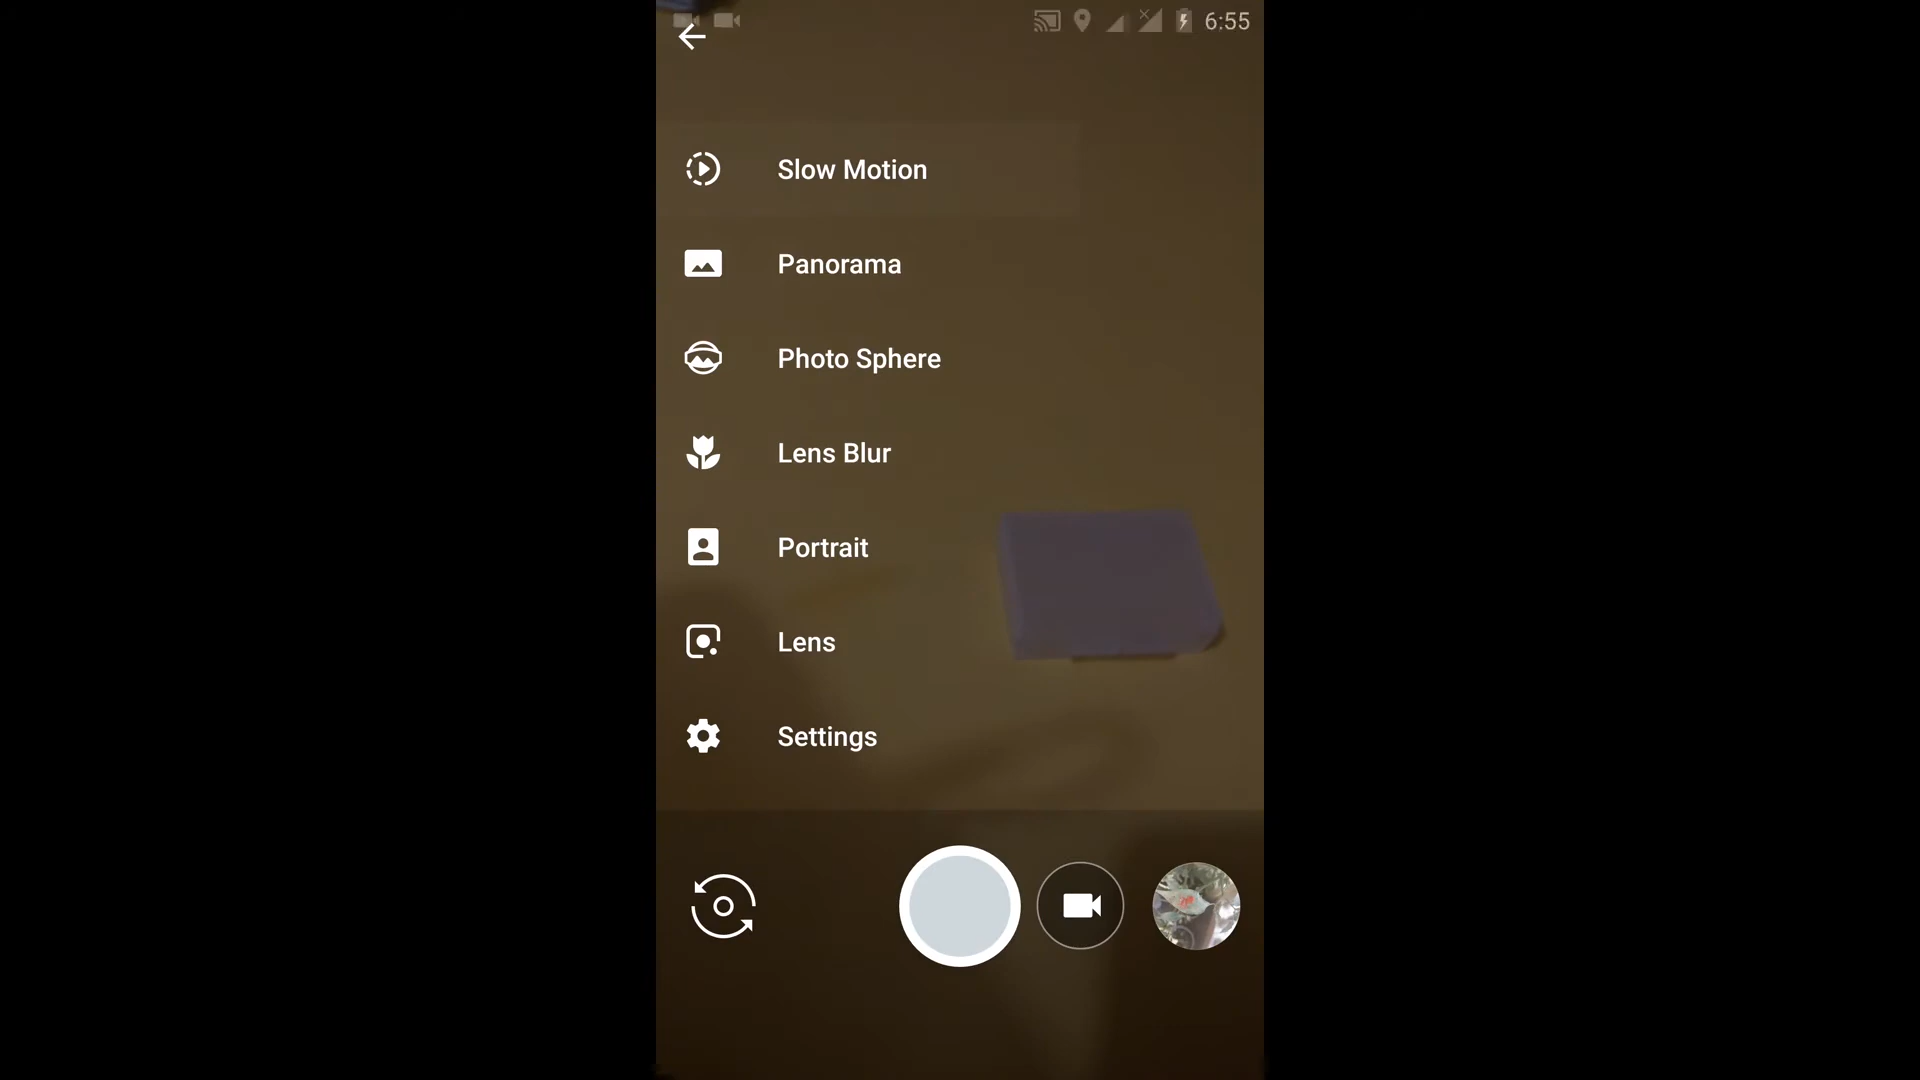 6:55
Slow Motion
Panorama
Photo Sphere
Lens Blur
Portrait
Lens
Settings